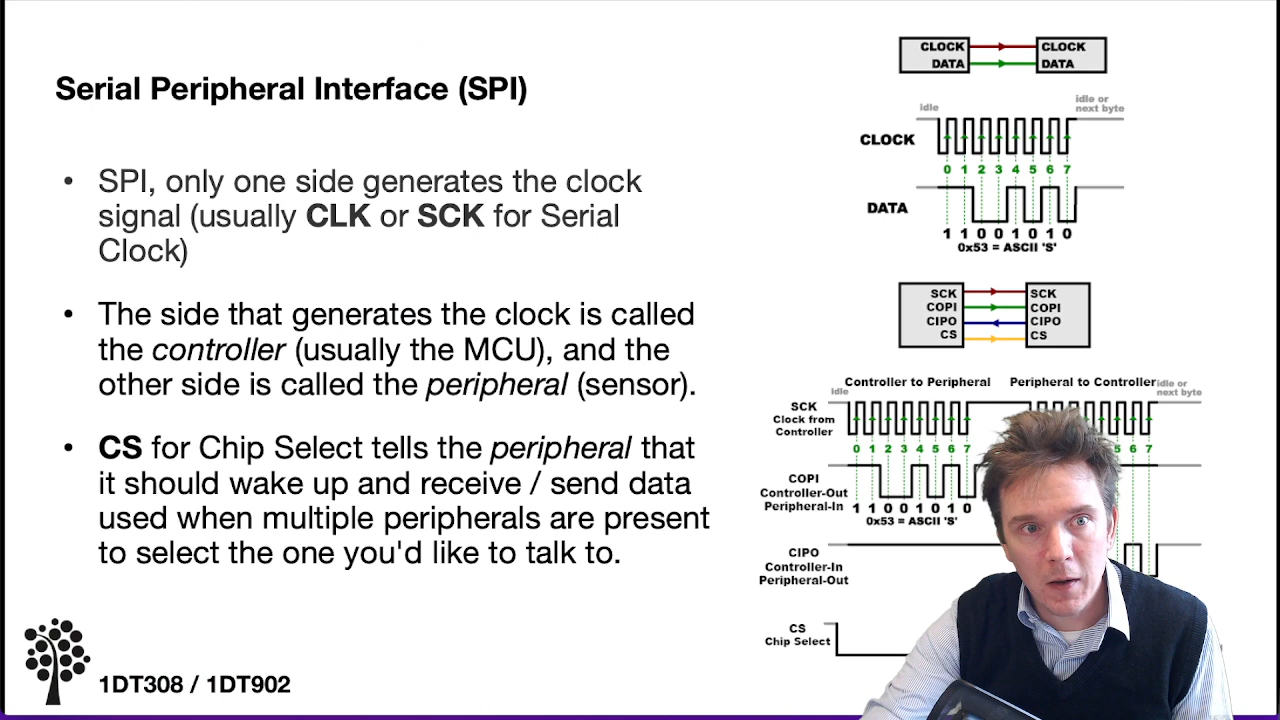 Serial Peripheral Interface (SPI)
• SPI, only one side generates the clock
signal (usually CLK or SCK for Serial
Clock)
• The side that generates the clock is called
the controller (usually the MCU), and the
other side is called the peripheral (sensor).
• CS for Chip Select tells the peripheral that
it should wake up and receive / send data
used when multiple peripherals are present
to select the one you'd like to talk to.
1DT308 / 1DT902
CLOCK CLOCK
DATA DATA
idle
idle or
next byte
CLOCK
0 1 2 3 4 5 6 7
DATA
1 1 0 0 1 0 1 0
0x53 = ASCII 'S'
SCK SCK
COPI COPI
CIPO CIPO
CS CS
Controller to Peripheral Peripheral to Controller
idle
idle or
next byte
SCK
Clock from
Controller
0 1 2 3 4 5 6 7
5 6 7
COPI
Controller-Out
Peripheral-In
1 1 0 0 1 0 1 0
0x53 = ASCII 'S'
CIPO
Controller-In
Peripheral-Out
CS
Chip Select